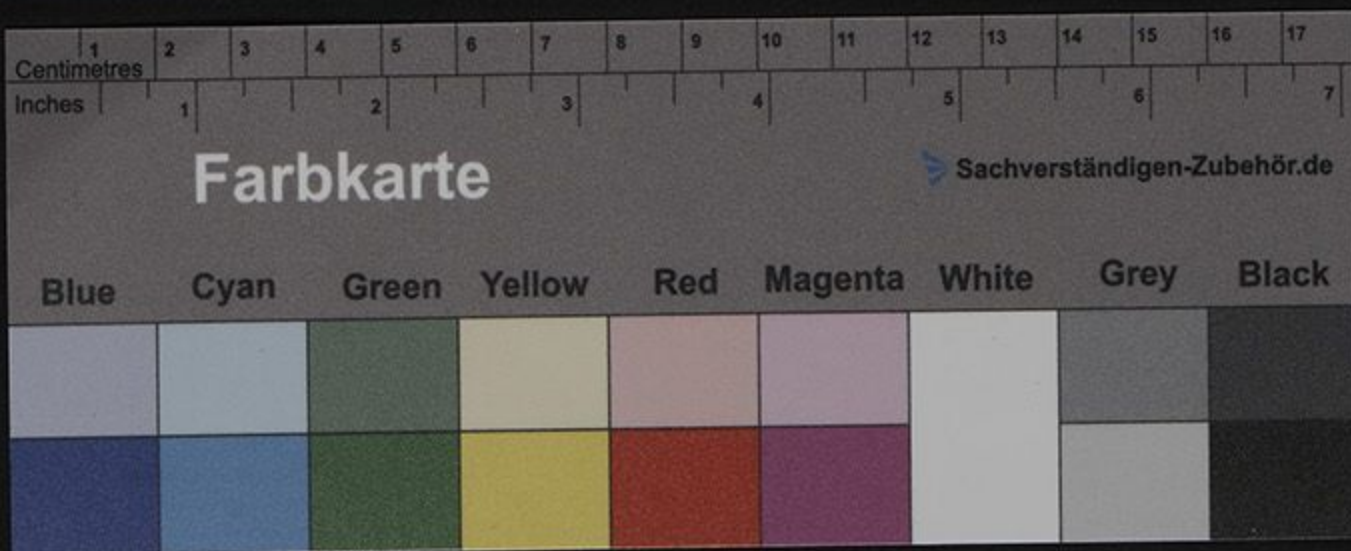 1 2 3 4 5 6 7 8 9 10 11 12 13 14 15 16 17
Centimetres
Inches 1 2 3 4 5 6 7
Farbkarte
Sachverständigen-Zubehör.de
Blue Cyan Green Yellow Red Magenta White Grey Black